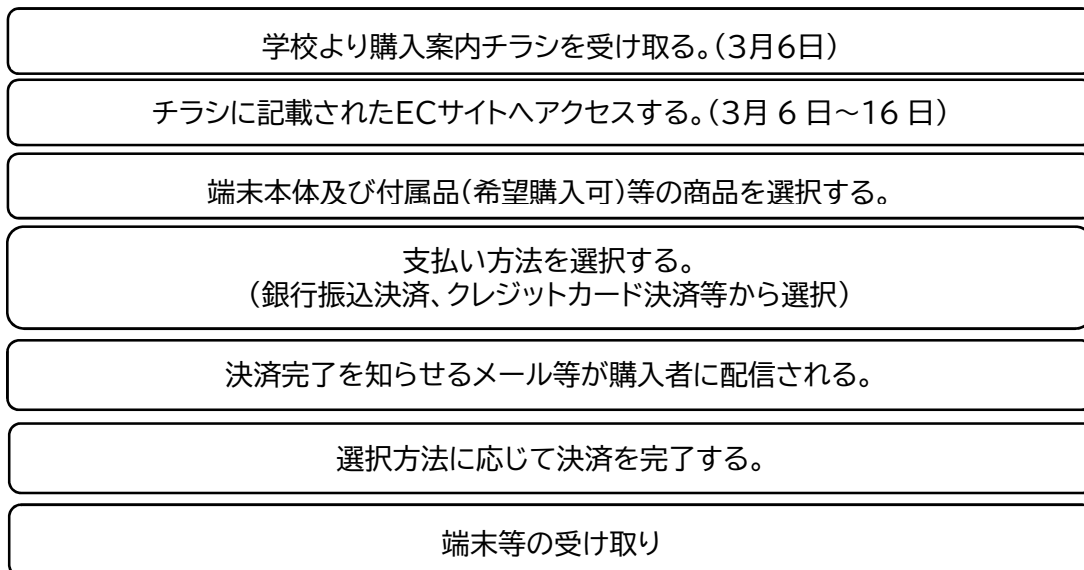 学校より購入案内チラシを受け取る。(3月6日)
チラシに記載されたECサイトへアクセスする。(3月 6 日～16 日)
端末本体及び付属品(希望購入可)等の商品を選択する。
支払い方法を選択する。
(銀行振込決済、クレジットカード決済等から選択)
決済完了を知らせるメール等が購入者に配信される。
選択方法に応じて決済を完了する。
端末等の受け取り